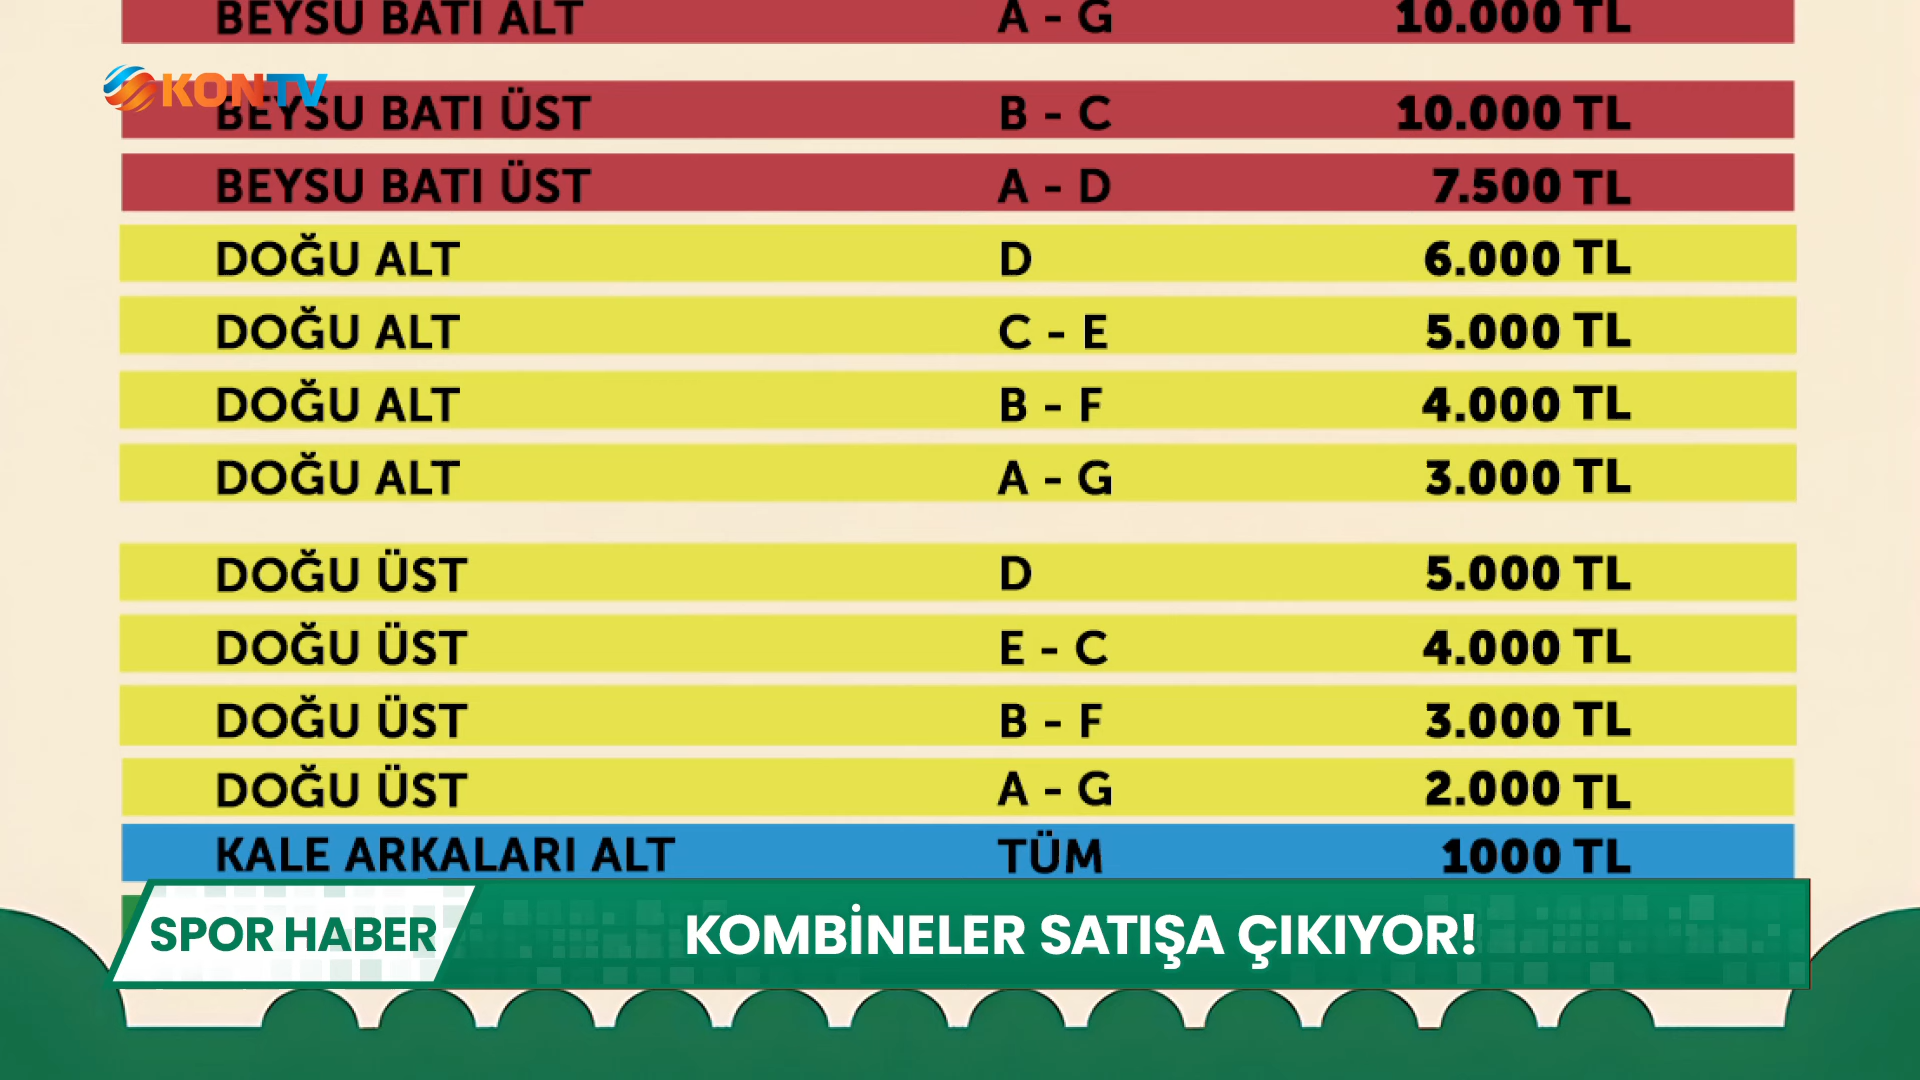 BEYSU BATI ALT A - G 10.000 TL
KONTV
BEYSU BATI ÜST B - C 10.000 TL
BEYSU BATI ÜST A - D 7.500 TL
DOĞU ALT D 6.000 TL
DOĞU ALT C - E 5.000 TL
DOĞU ALT B - F 4.000 TL
DOĞU ALT A - G 3.000 TL
DOĞU ÜST D 5.000 TL
DOĞU ÜST E - C 4.000 TL
DOĞU ÜST B - F 3.000 TL
DOĞU ÜST A - G 2.000 TL
KALE ARKALARI ALT TÜM 1000 TL
SPOR HABER
KOMBİNELER SATIŞA ÇIKIYOR!